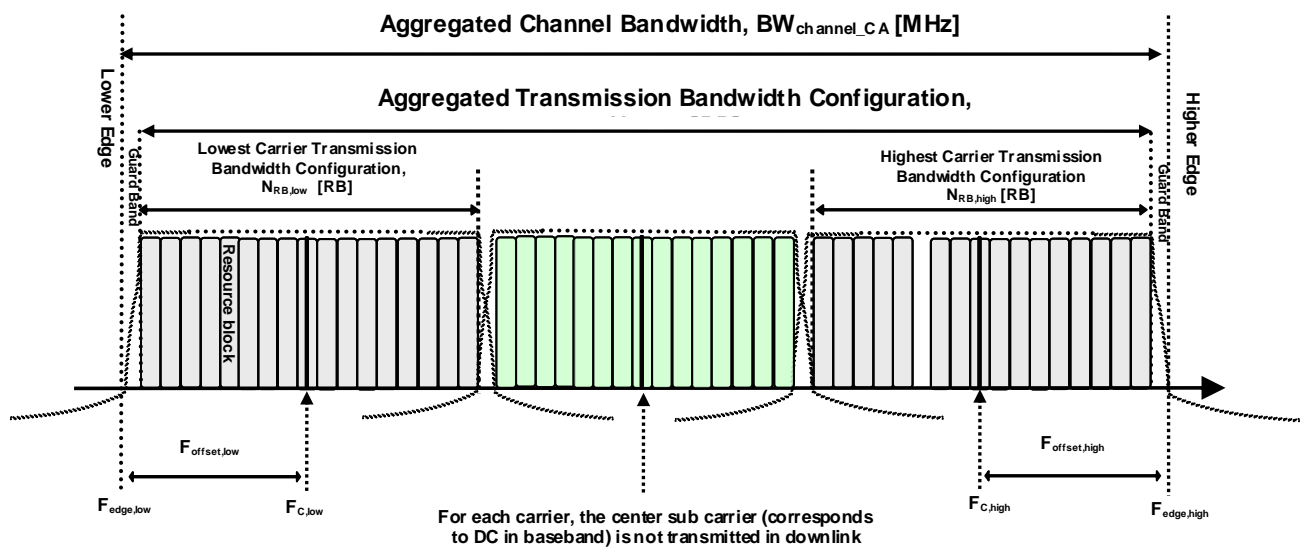 Aggregated Channel Bandwidth, BWchannel_CA [MHz]
Lower Edge
Higher Edge
Aggregated Transmission Bandwidth Configuration,
Guard Band
Lowest Carrier Transmission
Bandwidth Configuration,
NRB,low [RB]
Highest Carrier Transmission
Bandwidth Configuration
NRB,high [RB]
Guard Band
Resource block
Foffset,low
Foffset,high
Fedge,low
FC,low
FC,high
Fedge,high
For each carrier, the center sub carrier (corresponds
to DC in baseband) is not transmitted in downlink